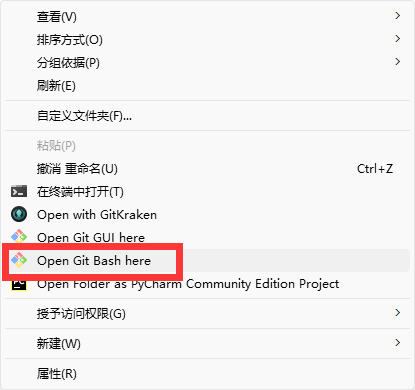 查看(V)
排序方式(O)
分组依据(P)
刷新(E)
自定义文件夹(F)...
粘贴(P)
撤消 重命名(U) Ctrl+Z
在终端中打开(T)
Open with GitKraken
Open Git GUI here
Open Git Bash here
Open Folder as PyCharm Community Edition Project
授予访问权限(G)
新建(W)
属性(R)